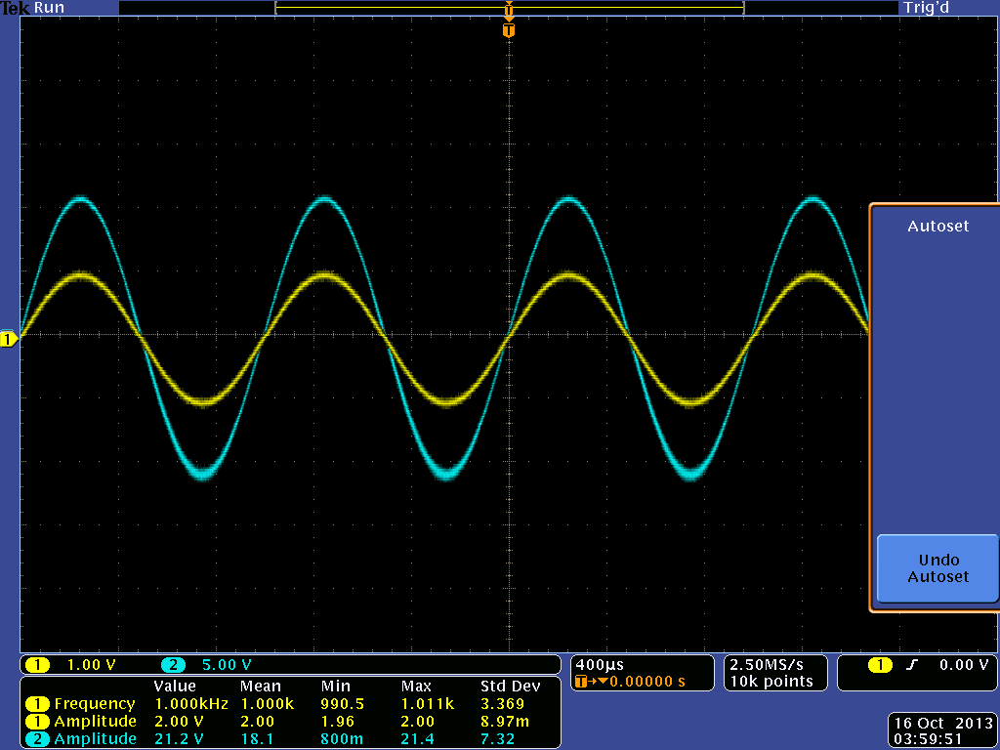 Tek Run Trig'd
T
T
Autoset
1
Undo
Autoset
1 1.00 V 2 5.00 V
400µs
T→▼0.00000 s
2.50MS/s
10k points
1 0.00 V
Value Mean Min Max Std Dev
1 Frequency 1.000kHz 1.000k 990.5 1.011k 3.369
1 Amplitude 2.00 V 2.00 1.96 2.00 8.97m
2 Amplitude 21.2 V 18.1 800m 21.4 7.32
16 Oct 2013
03:59:51